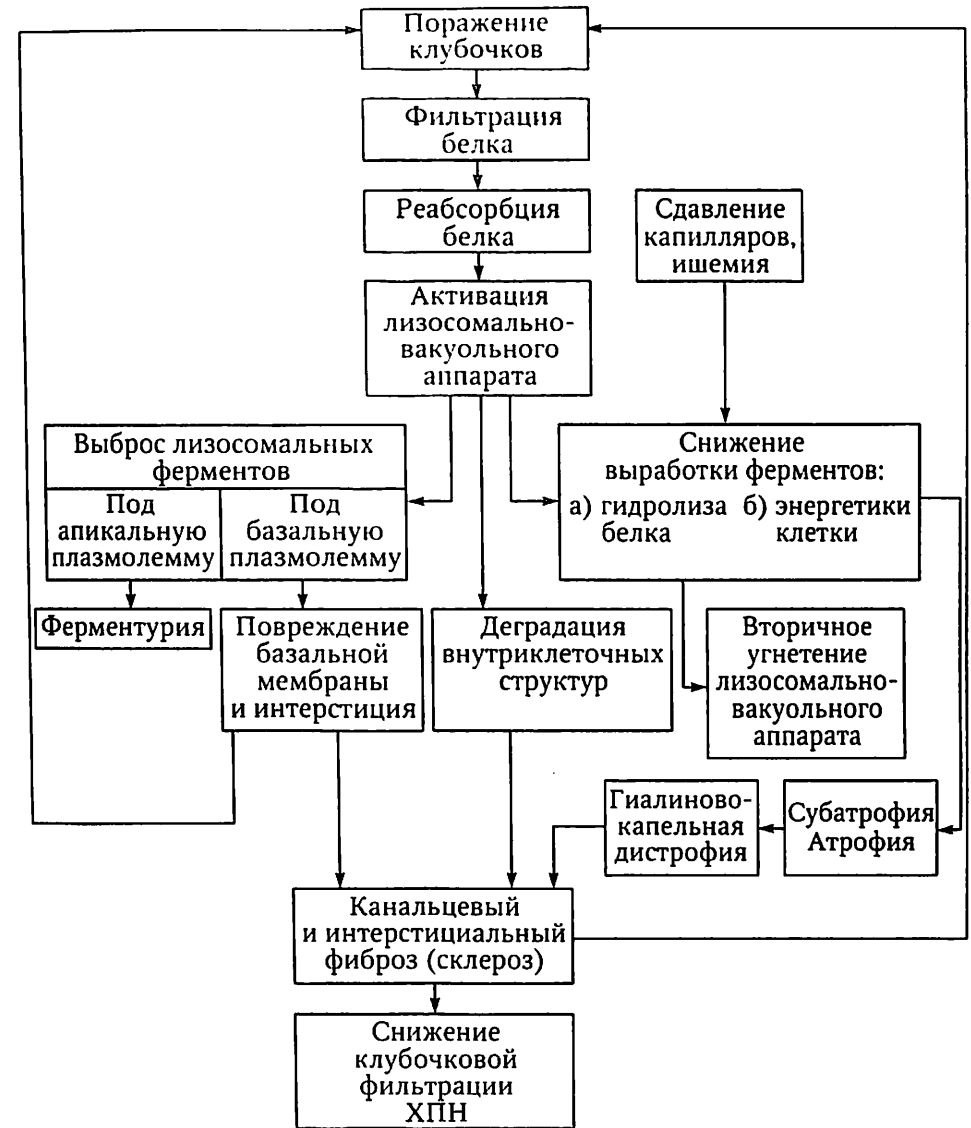 Поражение
клубочков
Фильтрация
белка
Реабсорбция
белка
Сдавление
капилляров,
ишемия
Активация
лизосомально-
вакуольного
аппарата
Выброс лизосомальных
ферментов
Под
апикальную
плазмолемму
Под
базальную
плазмолемму
Снижение
выработки ферментов:
а) гидролиза
белка
б) энергетики
клетки
Ферментурия
Повреждение
базальной
мембраны
и интерстиция
Деградация
внутриклеточных
структур
Вторичное
угнетение
лизосомально-
вакуольного
аппарата
Гиалиново-
капельная
дистрофия
Субатрофия
Атрофия
Канальцевый
и интерстициальный
фиброз (склероз)
Снижение
клубочковой
фильтрации
ХПН